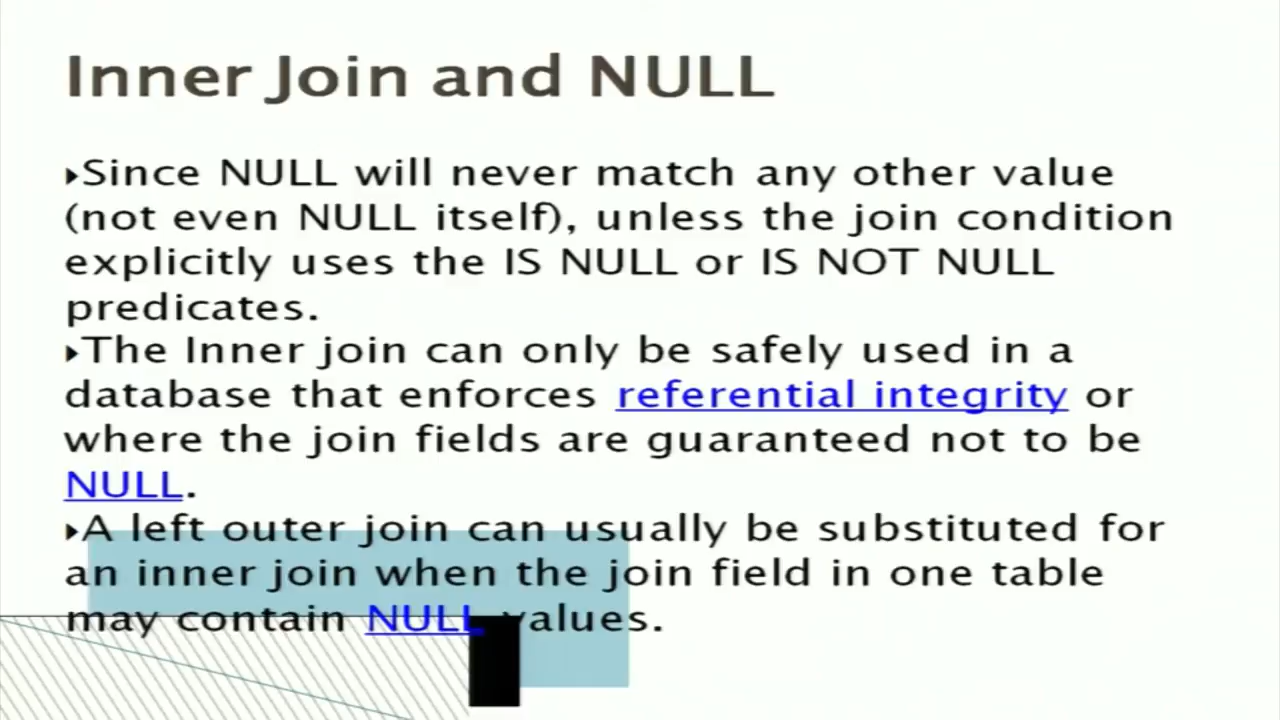 Inner Join and NULL
▸Since NULL will never match any other value
(not even NULL itself), unless the join condition
explicitly uses the IS NULL or IS NOT NULL
predicates.
▸The Inner join can only be safely used in a
database that enforces referential integrity or
where the join fields are guaranteed not to be
NULL.
▸A left outer join can usually be substituted for
an inner join when the join field in one table
may contain NULL values.